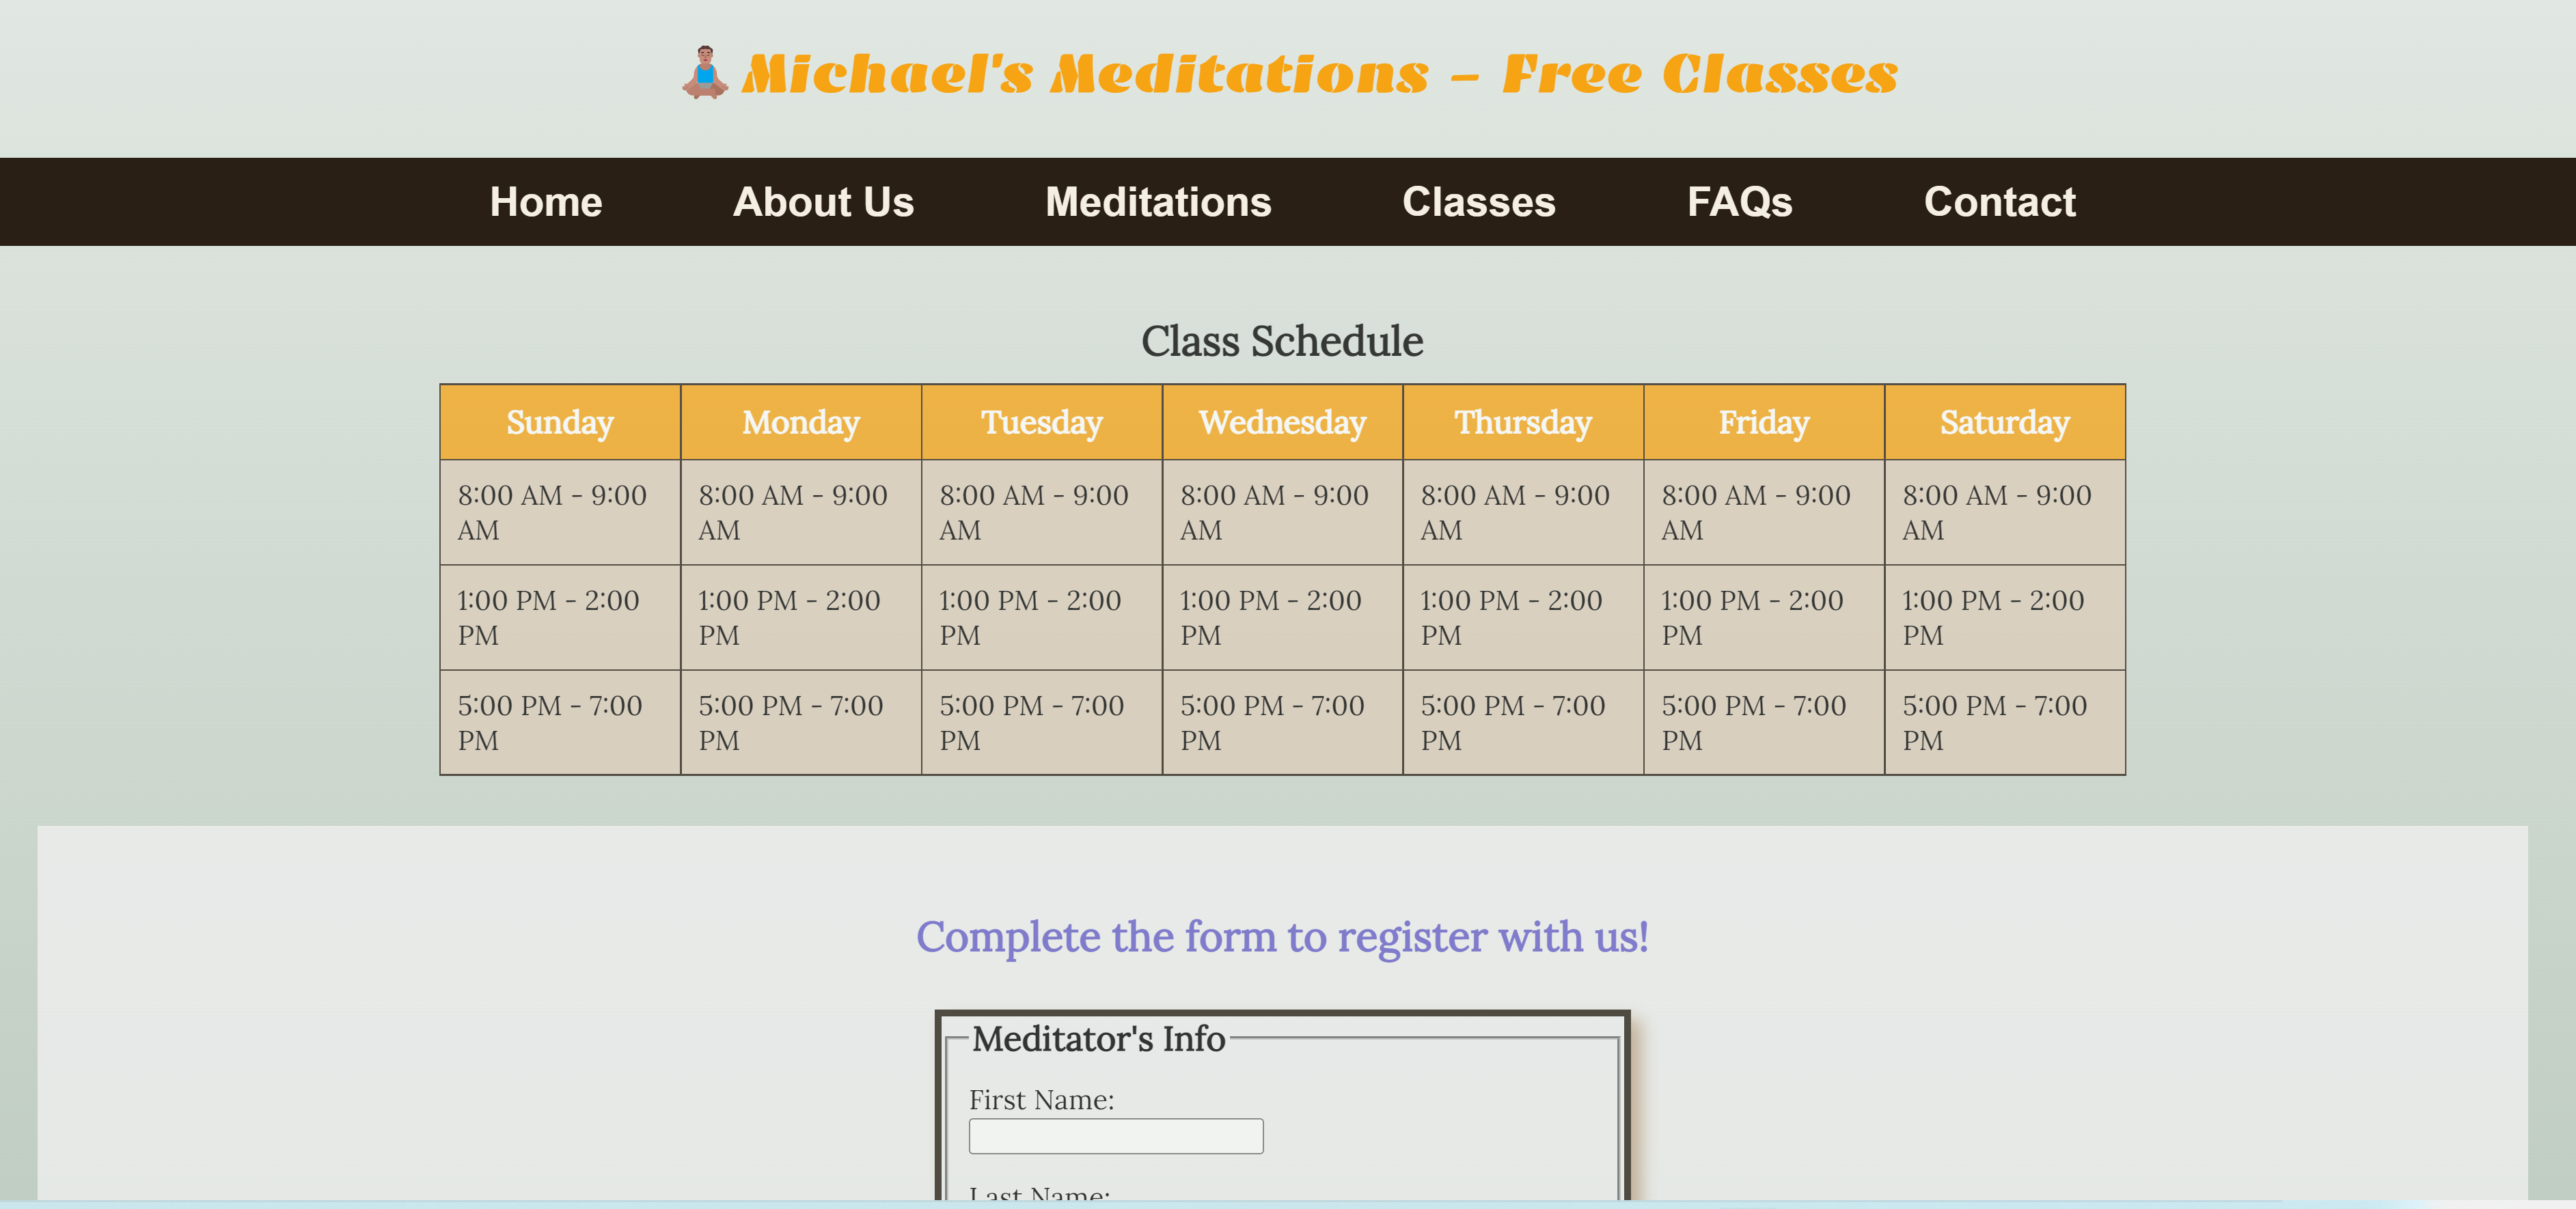 Michael's Meditations - Free Classes
Home About Us Meditations Classes FAQs Contact
Class Schedule
Sunday Monday Tuesday Wednesday Thursday Friday Saturday
8:00 AM - 9:00 8:00 AM - 9:00 8:00 AM - 9:00 8:00 AM - 9:00 8:00 AM - 9:00 8:00 AM - 9:00 8:00 AM - 9:00
AM AM AM AM AM AM AM
1:00 PM - 2:00 1:00 PM - 2:00 1:00 PM - 2:00 1:00 PM - 2:00 1:00 PM - 2:00 1:00 PM - 2:00 1:00 PM - 2:00
PM PM PM PM PM PM PM
5:00 PM - 7:00 5:00 PM - 7:00 5:00 PM - 7:00 5:00 PM - 7:00 5:00 PM - 7:00 5:00 PM - 7:00 5:00 PM - 7:00
PM PM PM PM PM PM PM
Complete the form to register with us!
Meditator's Info
First Name:
Last Name: